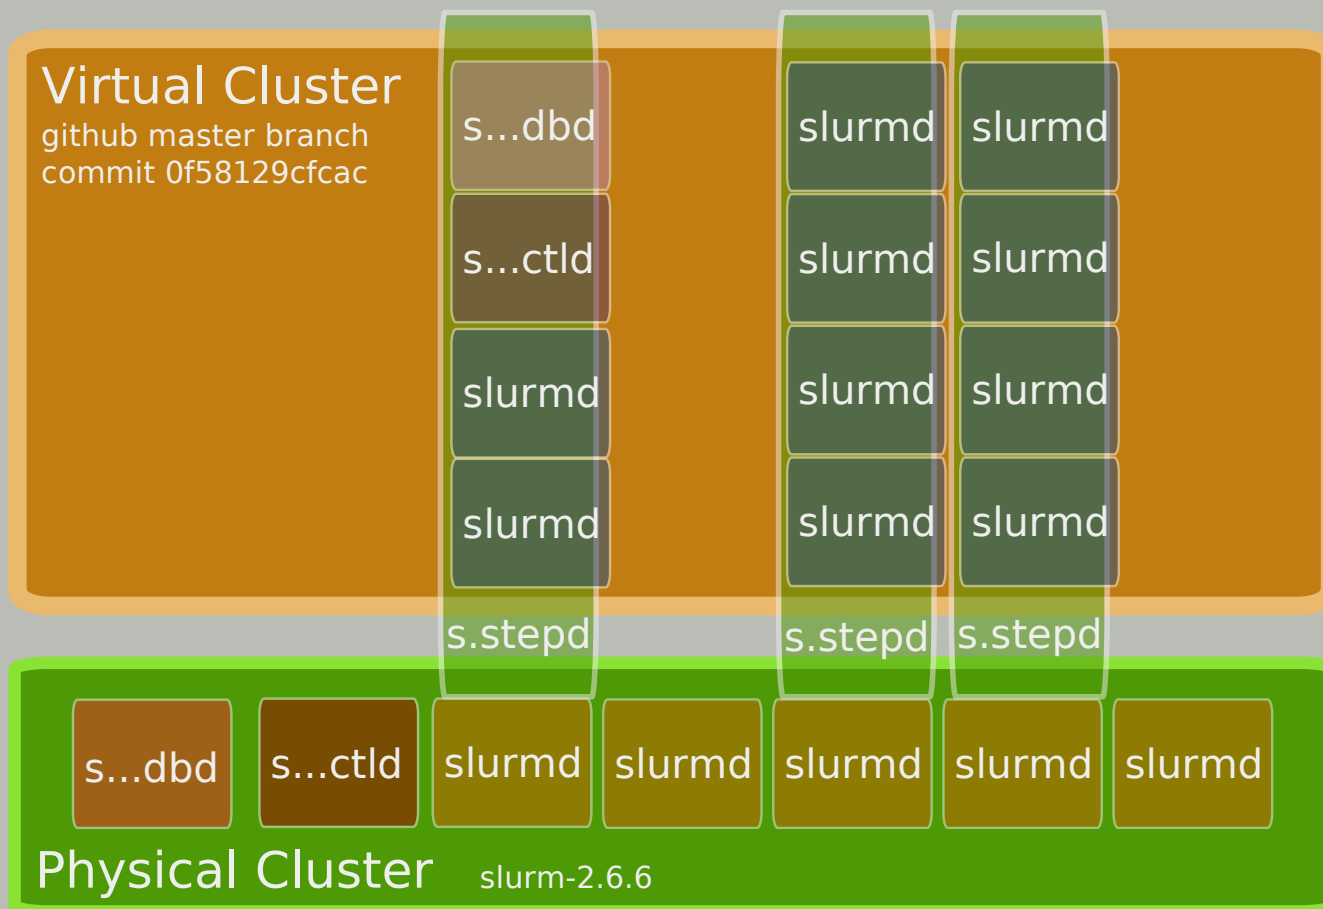 Virtual Cluster
github master branch
commit 0f58129cfcac
s...dbd
slurmd
slurmd
s...ctld
slurmd
slurmd
slurmd
slurmd
slurmd
slurmd
slurmd
slurmd
s.stepd
s.stepd
s.stepd
s...dbd
s...ctld
slurmd
slurmd
slurmd
slurmd
slurmd
Physical Cluster
slurm-2.6.6